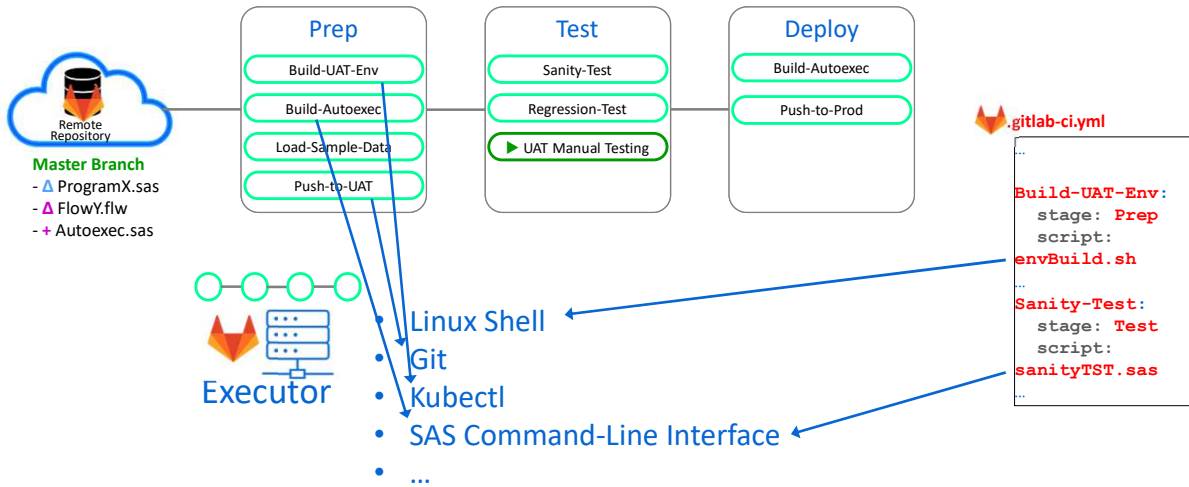 Prep
Test
Deploy
Build-UAT-Env
Sanity-Test
Build-Autoexec
Build-Autoexec
Regression-Test
Push-to-Prod
Remote
Repository
Load-Sample-Data
▶ UAT Manual Testing
Push-to-UAT
Master Branch
- Δ ProgramX.sas
- Δ FlowY.flw
- + Autoexec.sas
.gitlab-ci.yml
…
Build-UAT-Env:
stage: Prep
script:
envBuild.sh
…
Sanity-Test:
stage: Test
script:
sanityTST.sas
…
Executor
• Linux Shell
• Git
• Kubectl
• SAS Command-Line Interface
• …